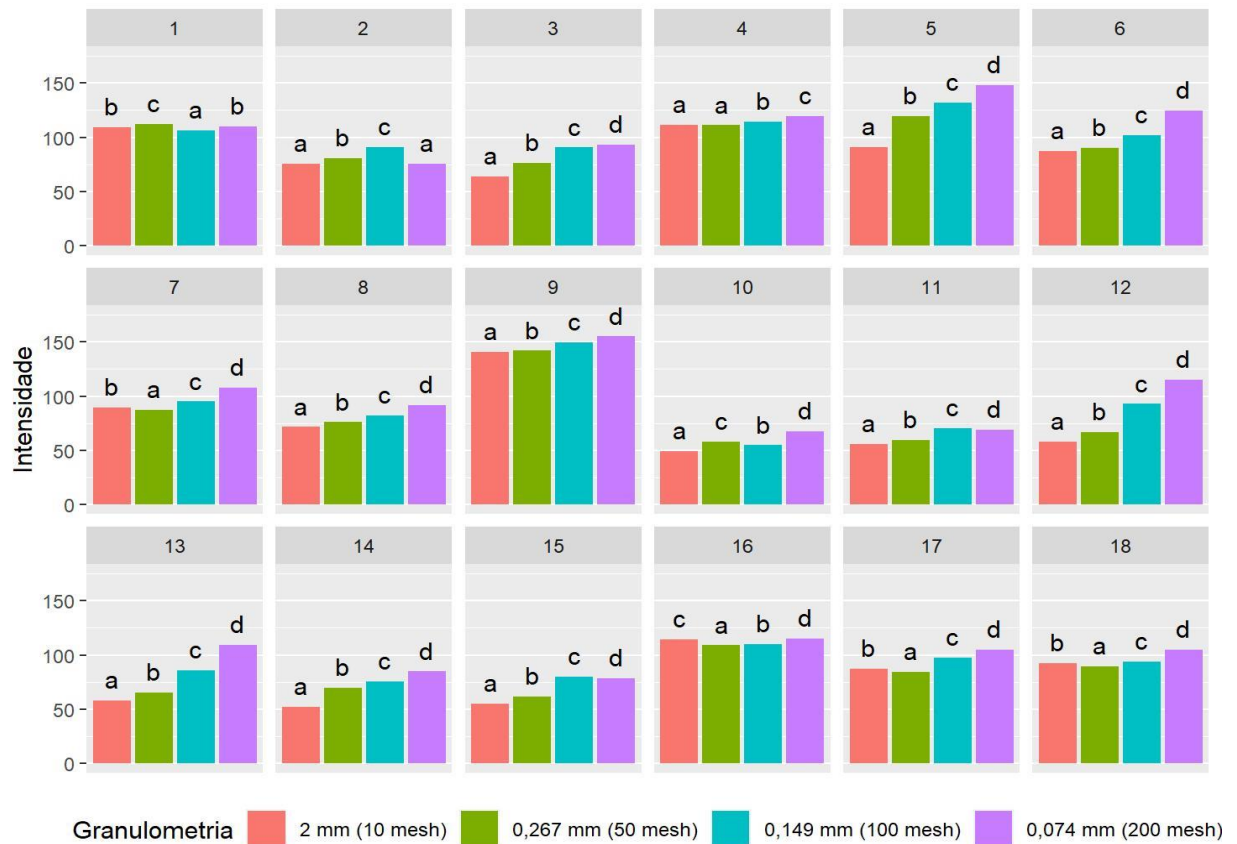 1 2 3 4 5 6
150
100
50
0
b c a b
a b c a
a b c d
a a b c
a b c d
a b c d
7 8 9 10 11 12
Intensidade
150
100
50
0
b a c d
a b c d
a b c d
a c b d
a b c d
a b c d
13 14 15 16 17 18
150
100
50
0
a b c d
a b c d
a b c d
c a b d
b a c d
b a c d
Granulometria 2 mm (10 mesh) 0,267 mm (50 mesh) 0,149 mm (100 mesh) 0,074 mm (200 mesh)